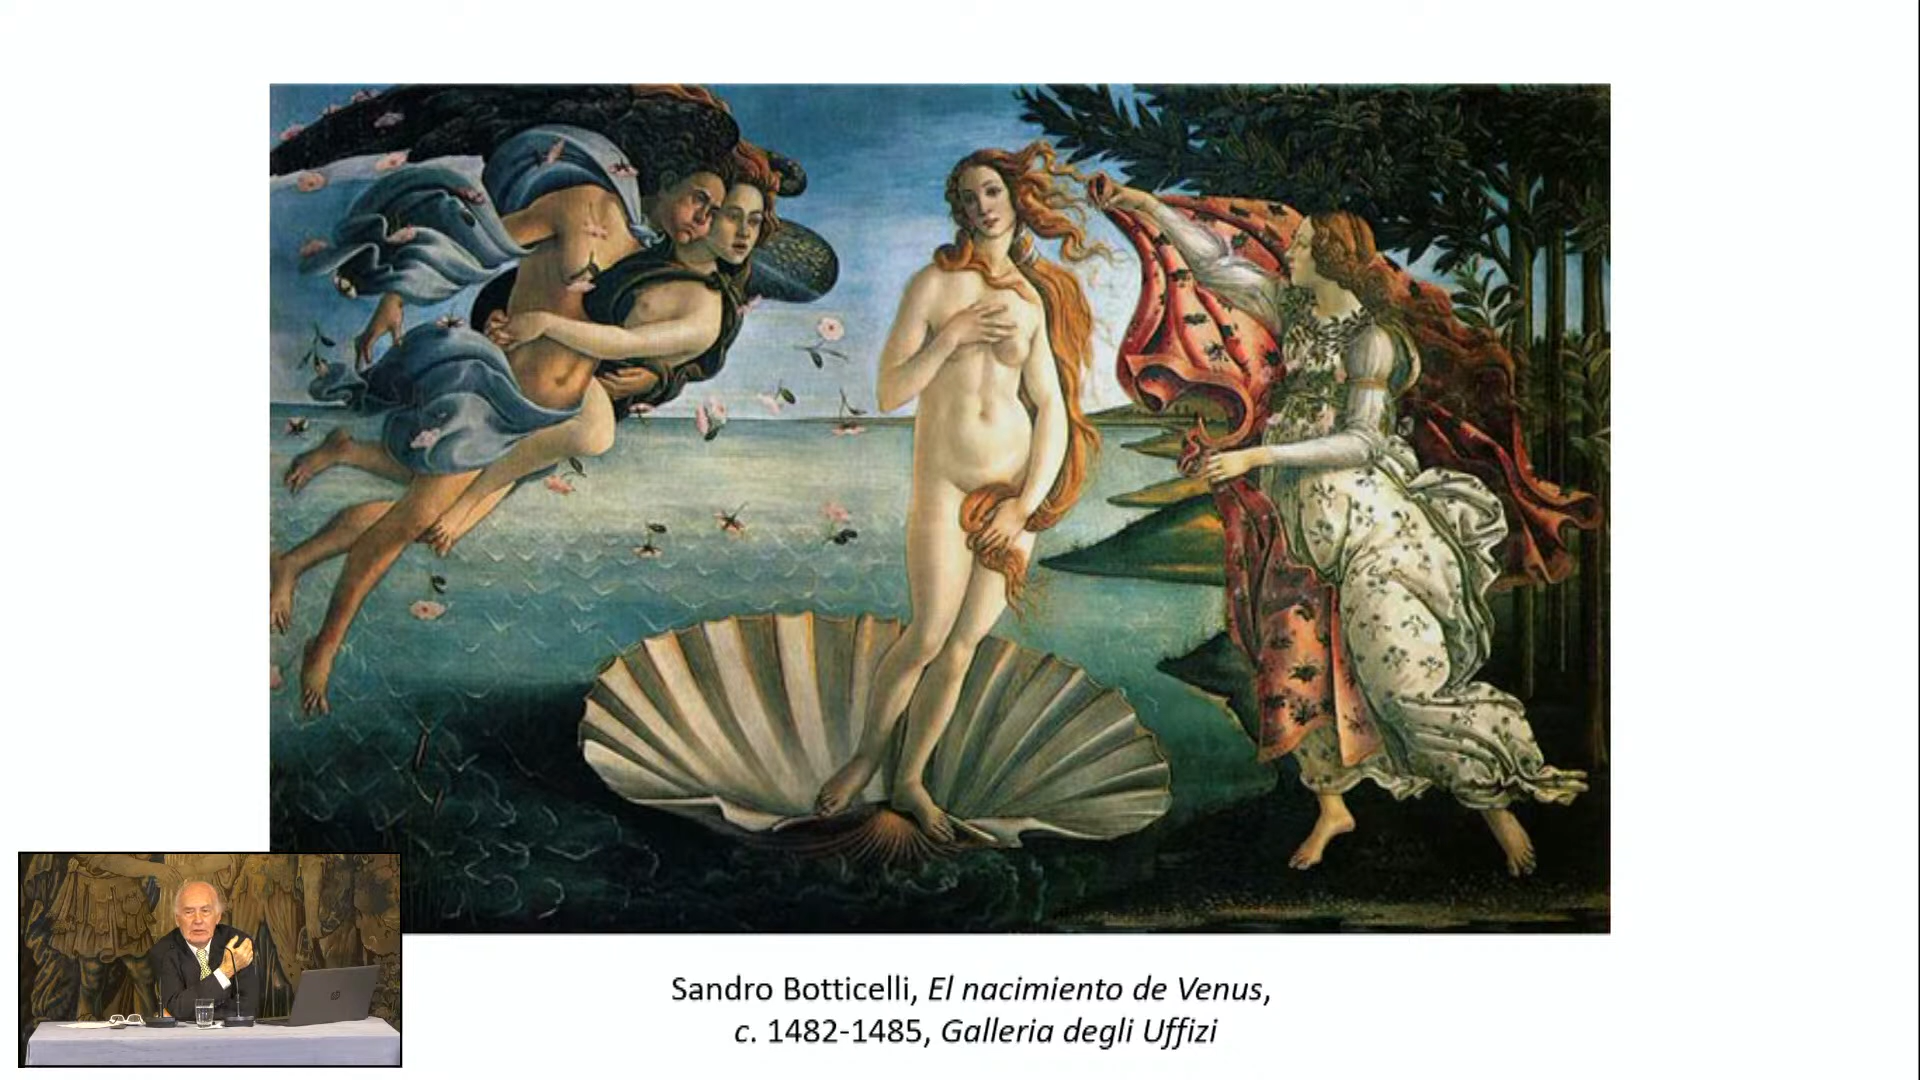 Sandro Botticelli, El nacimiento de Venus,
c. 1482-1485, Galleria degli Uffizi